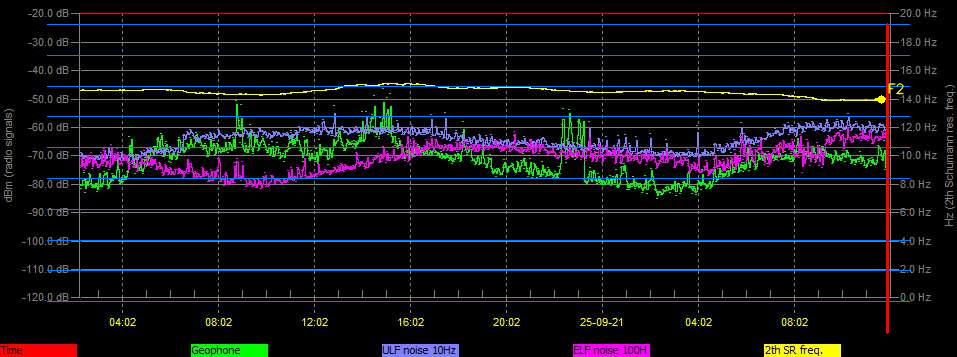 -20.0 dB
-30.0 dB
-40.0 dB
-50.0 dB
-60.0 dB
-70.0 dB
-80.0 dB
-90.0 dB
-100.0 dB
-110.0 dB
-120.0 dB
dBm (radio signals)
20.0 Hz
18.0 Hz
16.0 Hz
14.0 Hz
12.0 Hz
10.0 Hz
8.0 Hz
6.0 Hz
4.0 Hz
2.0 Hz
0.0 Hz
Hz (2th Schumann res. freq.)
F2
04:02 08:02 12:02 16:02 20:02 25-09-21 04:02 08:02
Time Geophone ULF noise 10Hz ELF noise 100H 2th SR freq.